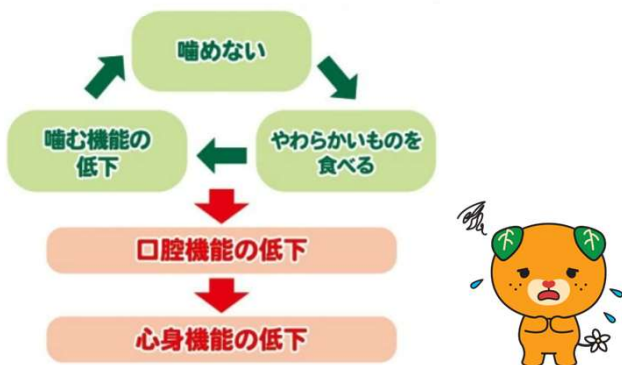 噛めない
やわらかいものを
食べる
噛む機能の
低下
口腔機能の低下
心身機能の低下